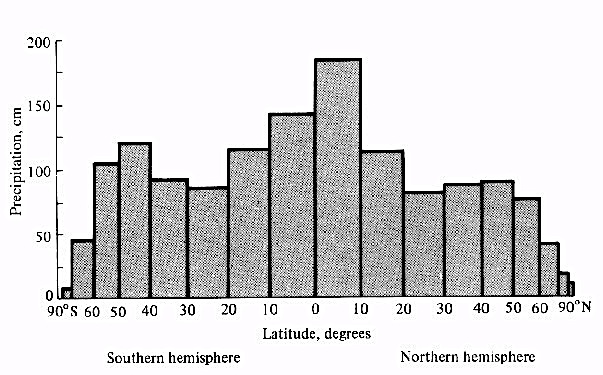 200
150
100
50
0
Precipitation, cm
90°S 60 50 40 30 20 10 0 10 20 30 40 50 60 90°N
Latitude, degrees
Southern hemisphere Northern hemisphere